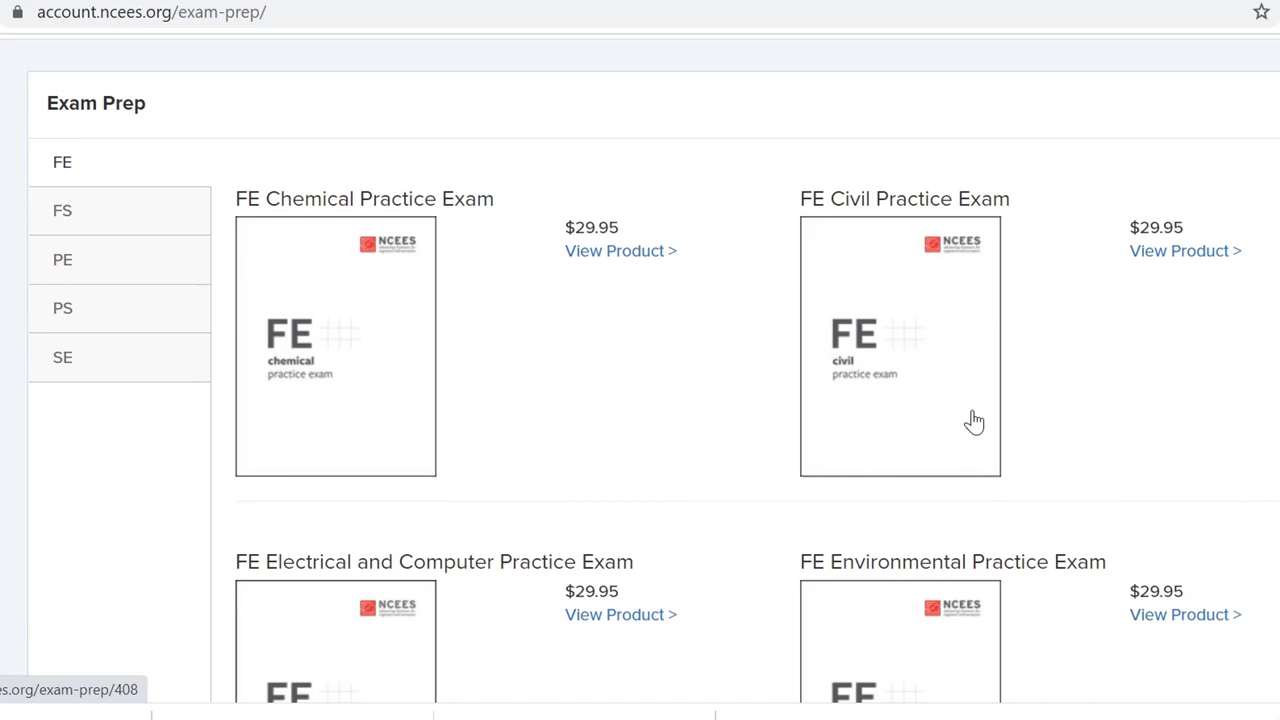 account.ncees.org/exam-prep/
Exam Prep
FE
FS
PE
PS
SE
FE Chemical Practice Exam
NCEES
FE
chemical
practice exam
$29.95
View Product >
FE Civil Practice Exam
NCEES
FE
civil
practice exam
$29.95
View Product >
FE Electrical and Computer Practice Exam
NCEES
FE
$29.95
View Product >
FE Environmental Practice Exam
NCEES
FE
$29.95
View Product >
es.org/exam-prep/408